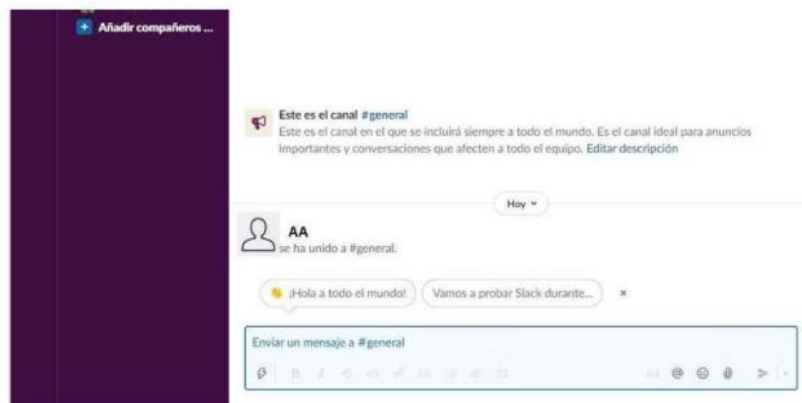 Añadir compañeros ...
Este es el canal #general
Este es el canal en el que se incluirá siempre a todo el mundo. Es el canal ideal para anuncios
importantes y conversaciones que afecten a todo el equipo. Editar descripción
Hoy
AA
se ha unido a #general.
¡Hola a todo el mundo! Vamos a probar Slack durante...
Enviar un mensaje a #general
B I S </> Aa @